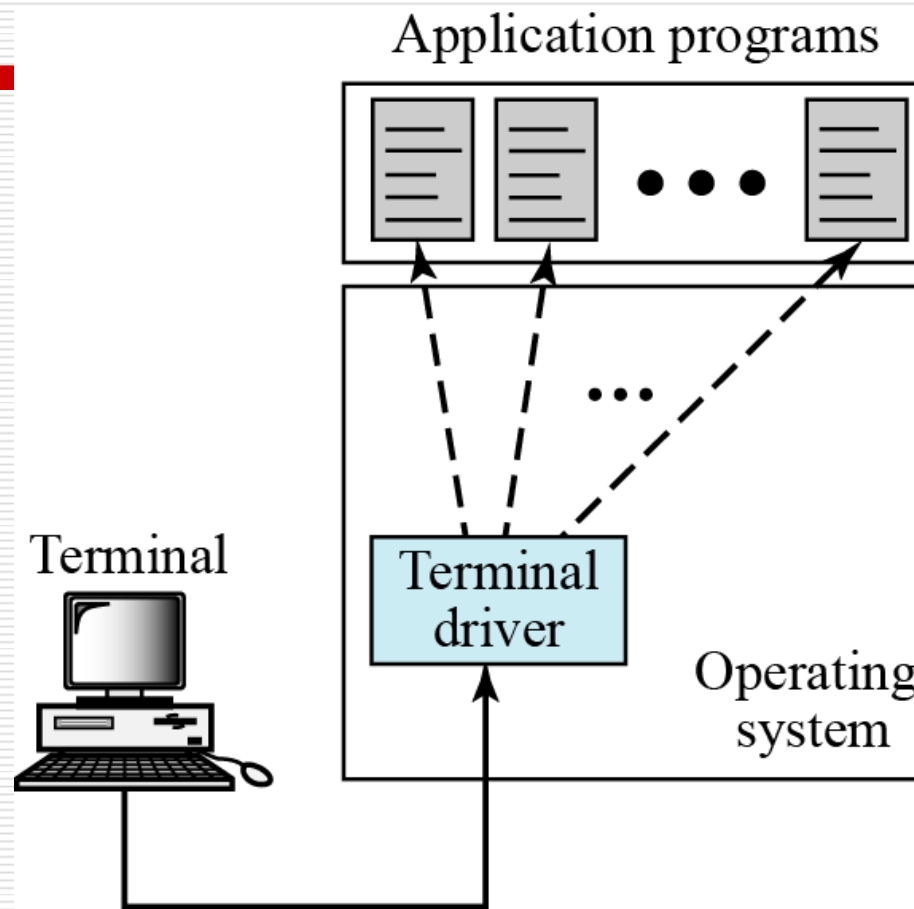 Application programs
Terminal
Terminal
driver
Operating
system